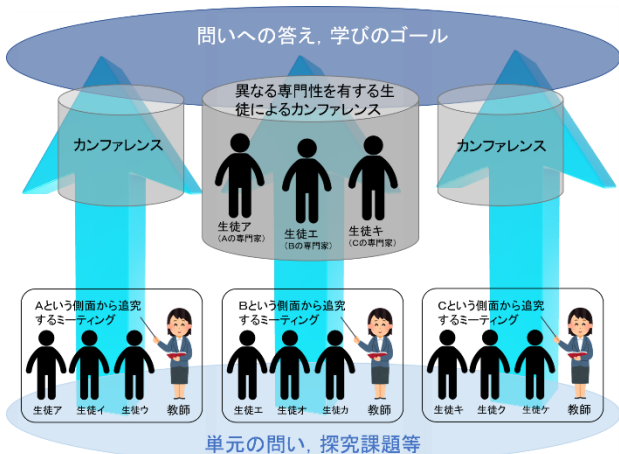 問いへの答え，学びのゴール
異なる専門性を有する生
徒によるカンファレンス
カンファレンス
カンファレンス
生徒ア
（Aの専門家）
生徒エ
（Bの専門家）
生徒キ
（Cの専門家）
Aという側面から追究
するミーティング
生徒ア
生徒イ
生徒ウ
教師
Bという側面から追究
するミーティング
生徒エ
生徒オ
生徒カ
教師
Cという側面から追究
するミーティング
生徒キ
生徒ク
生徒ケ
教師
単元の問い，探究課題等